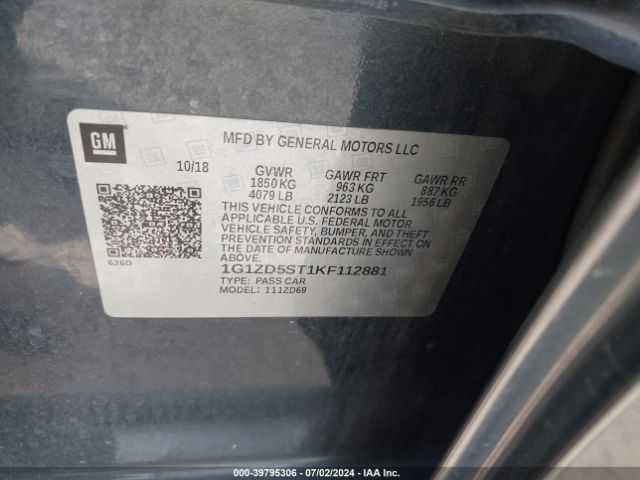 GM
MFD BY GENERAL MOTORS LLC
10/18
GVWR
1850 KG
4079 LB
GAWR FRT
963 KG
2123 LB
GAWR RR
887 KG
1956 LB
THIS VEHICLE CONFORMS TO ALL
APPLICABLE U.S. FEDERAL MOTOR
VEHICLE SAFETY, BUMPER, AND THEFT
PREVENTION STANDARDS IN EFFECT ON
THE DATE OF MANUFACTURE SHOWN
ABOVE.
626D
1G1ZD5ST1KF112881
TYPE: PASS CAR
MODEL: 111ZD69
000-39795306 - 07/02/2024 - IAA Inc.